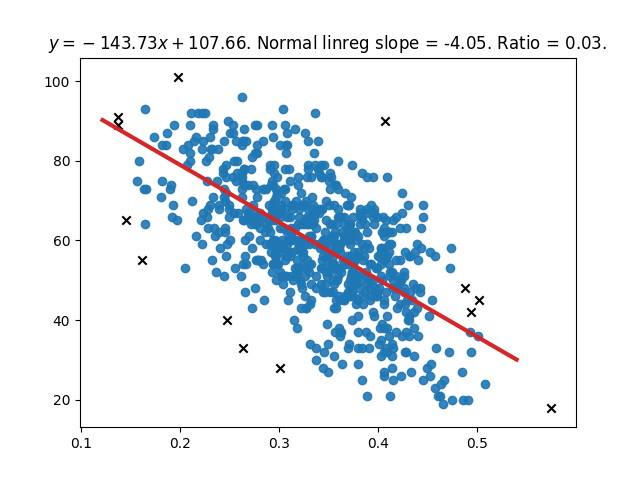 y = −143.73x + 107.66. Normal linreg slope = -4.05. Ratio = 0.03.
100
80
60
40
20
0.1 0.2 0.3 0.4 0.5